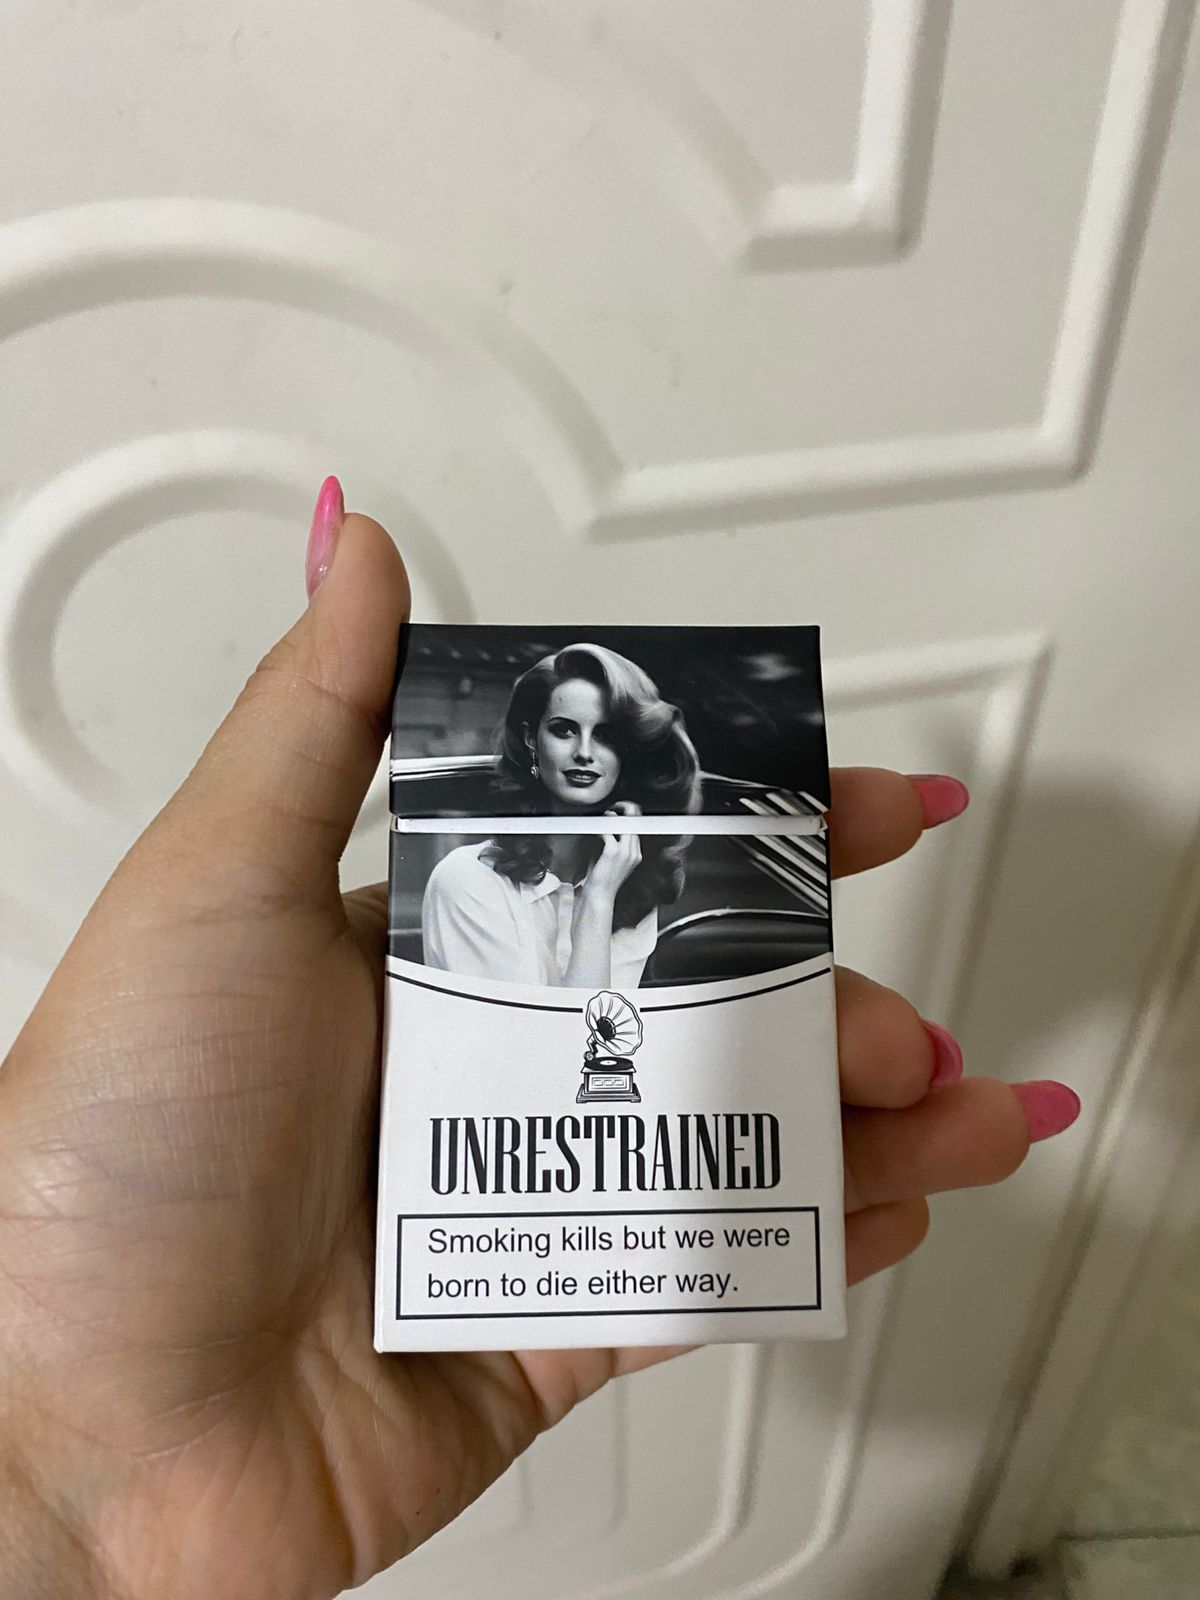 UNRESTRAINED
Smoking kills but we were
born to die either way.